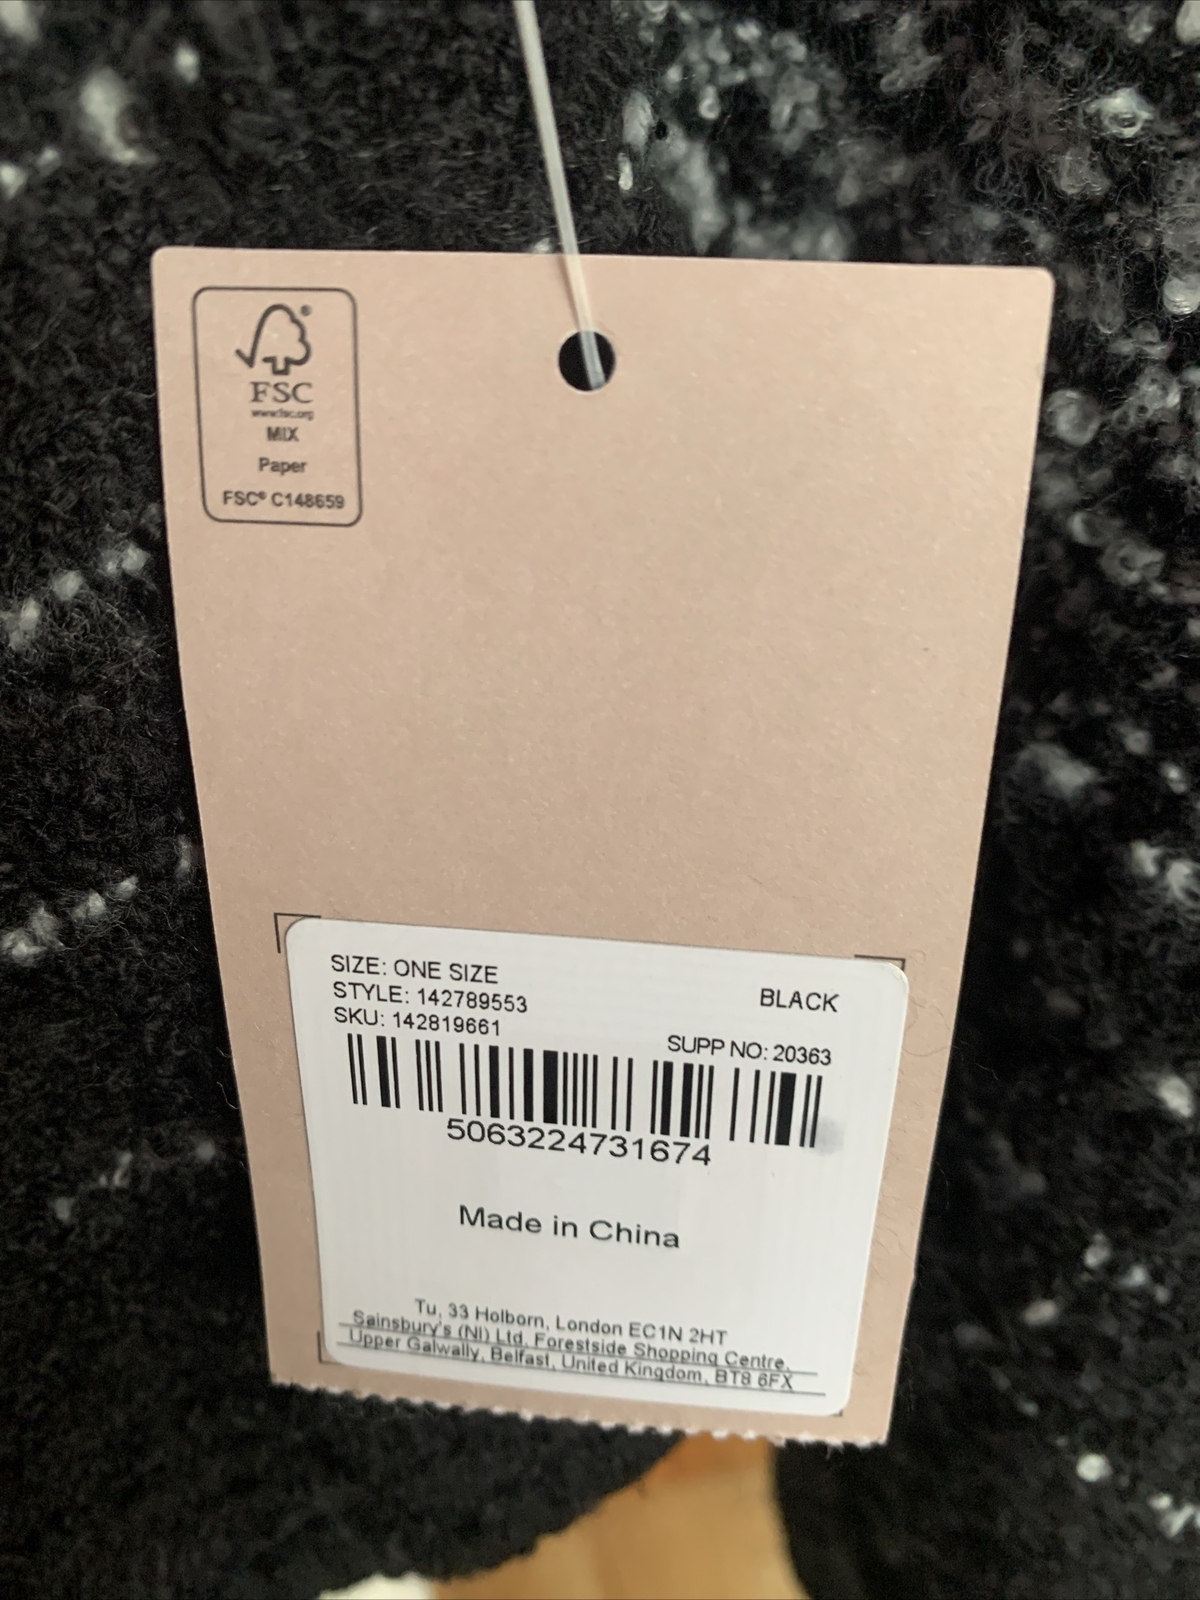 ®
FSC
www.fsc.org
MIX
Paper
FSC® C148659
SIZE: ONE SIZE
BLACK
STYLE: 142789553
SKU: 142819661
SUPP NO: 20363
5063224731674
Made in China
Tu, 33 Holborn, London EC1N 2HT
Sainsbury's (NI) Ltd, Forestside Shopping Centre,
Upper Galwally, Belfast, United Kingdom, BT8 6FX